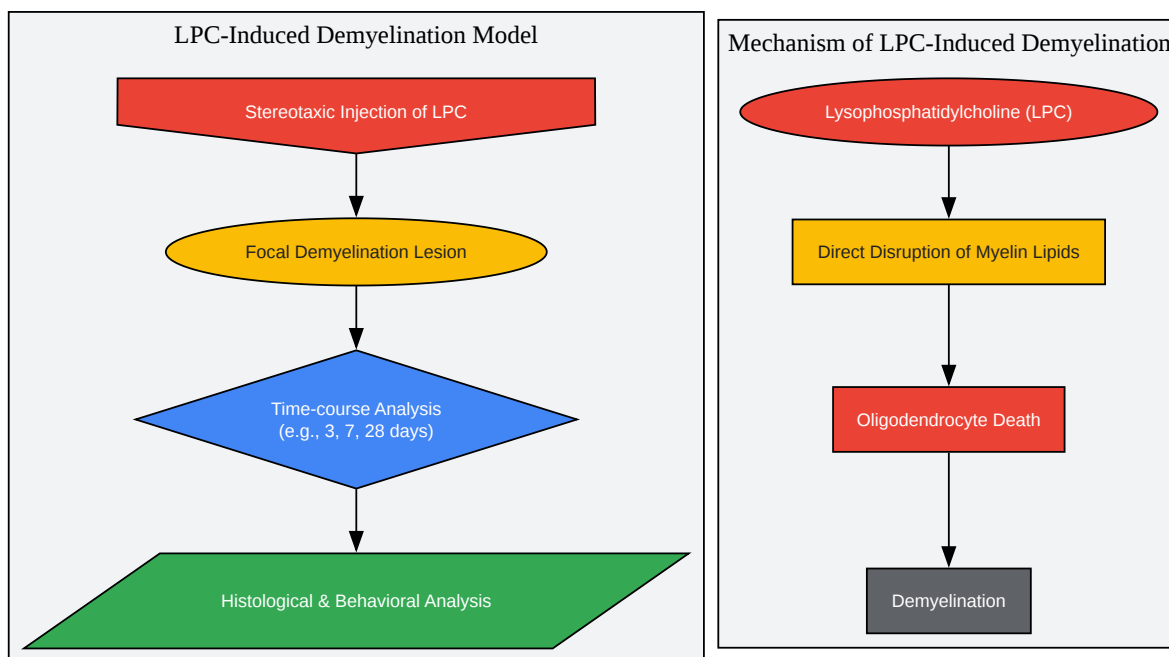 LPC-Induced Demyelination Model
Stereotaxic Injection of LPC
Focal Demyelination Lesion
Time-course Analysis
(e.g., 3, 7, 28 days)
Histological & Behavioral Analysis
Mechanism of LPC-Induced Demyelination
Lysophosphatidylcholine (LPC)
Direct Disruption of Myelin Lipids
Oligodendrocyte Death
Demyelination